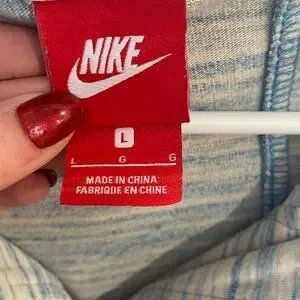 NIKE
L
L G G
MADE IN CHINA
FABRIQUÉ EN CHINE